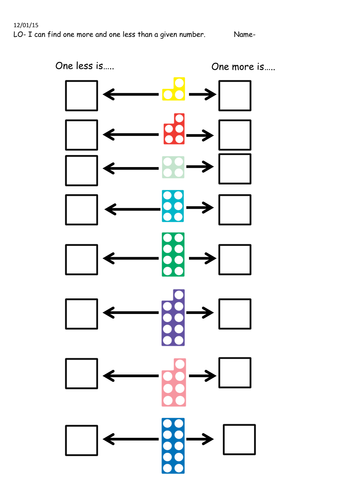 12/01/15
LO- I can find one more and one less than a given number. Name-
One less is.....
One more is.....